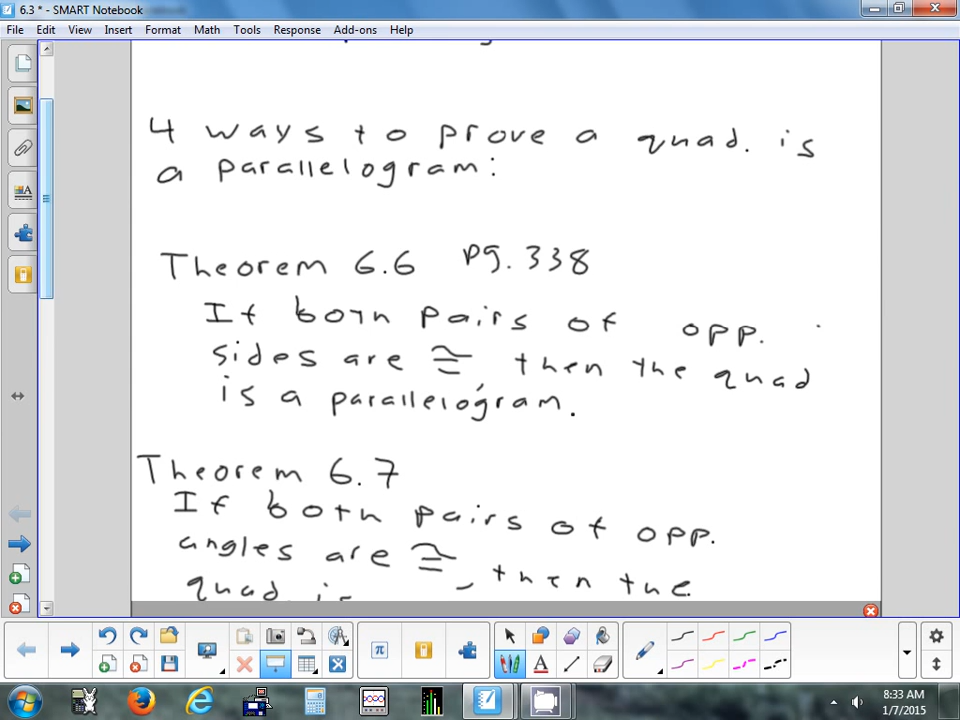 6.3 * - SMART Notebook
File Edit View Insert Format Math Tools Response Add-ons Help
4 ways to prove a quad. is
a parallelogram:
Theorem 6.6 pg. 338
If both pairs of opp.
sides are ≅, then the quad
is a parallelogram.
Theorem 6.7
If both pairs of opp.
angles are ≅, then the
quad. is
8:33 AM
1/7/2015